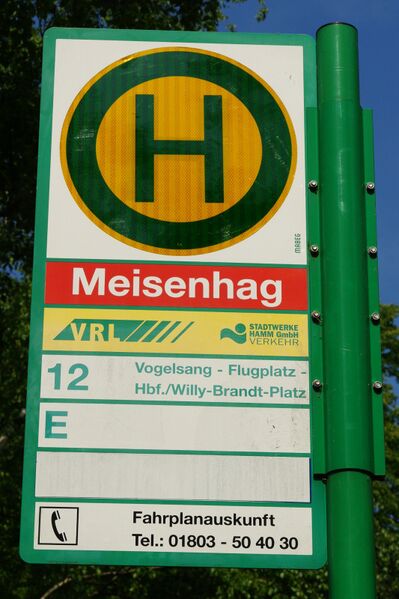 H
MABEG
Meisenhag
VRL STADTWERKE
HAMM GmbH
VERKEHR
12 Vogelsang - Flugplatz -
Hbf./Willy-Brandt-Platz
E
Fahrplanauskunft
Tel.: 01803 - 50 40 30